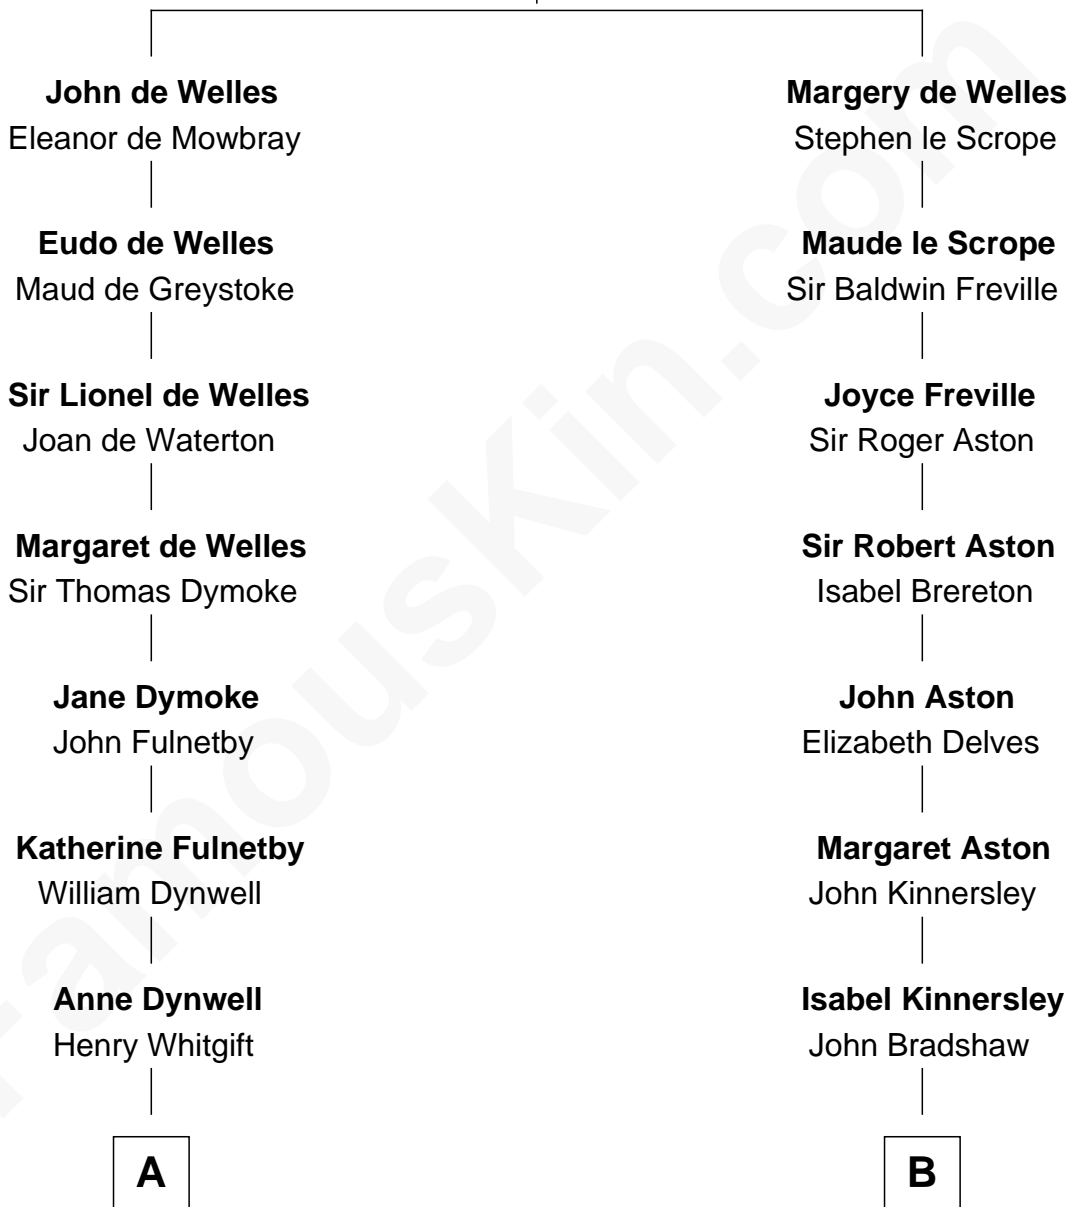 John de Welles
Eleanor de Mowbray
Eudo de Welles
Maud de Greystoke
Sir Lionel de Welles
Joan de Waterton
Margaret de Welles
Sir Thomas Dymoke
Jane Dymoke
John Fulnetby
Katherine Fulnetby
William Dynwell
Anne Dynwell
Henry Whitgift
A
Margery de Welles
Stephen le Scrope
Maude le Scrope
Sir Baldwin Freville
Joyce Freville
Sir Roger Aston
Sir Robert Aston
Isabel Brereton
John Aston
Elizabeth Delves
Margaret Aston
John Kinnersley
Isabel Kinnersley
John Bradshaw
B
FamousKin.com